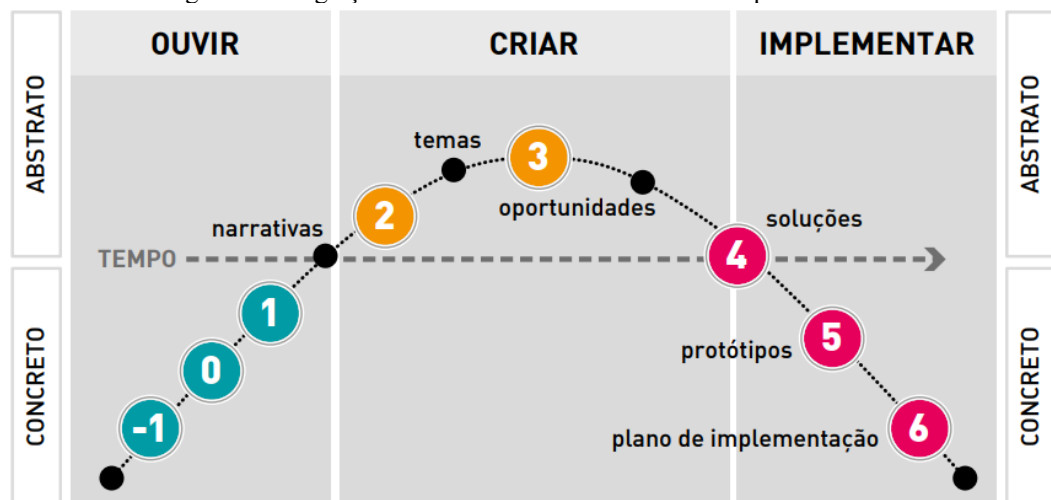 OUVIR
CRIAR
IMPLEMENTAR
ABSTRATO
ABSTRATO
temas
3
2
oportunidades
narrativas
soluções
TEMPO
4
1
CONCRETO
CONCRETO
0
protótipos
5
-1
plano de implementação
6